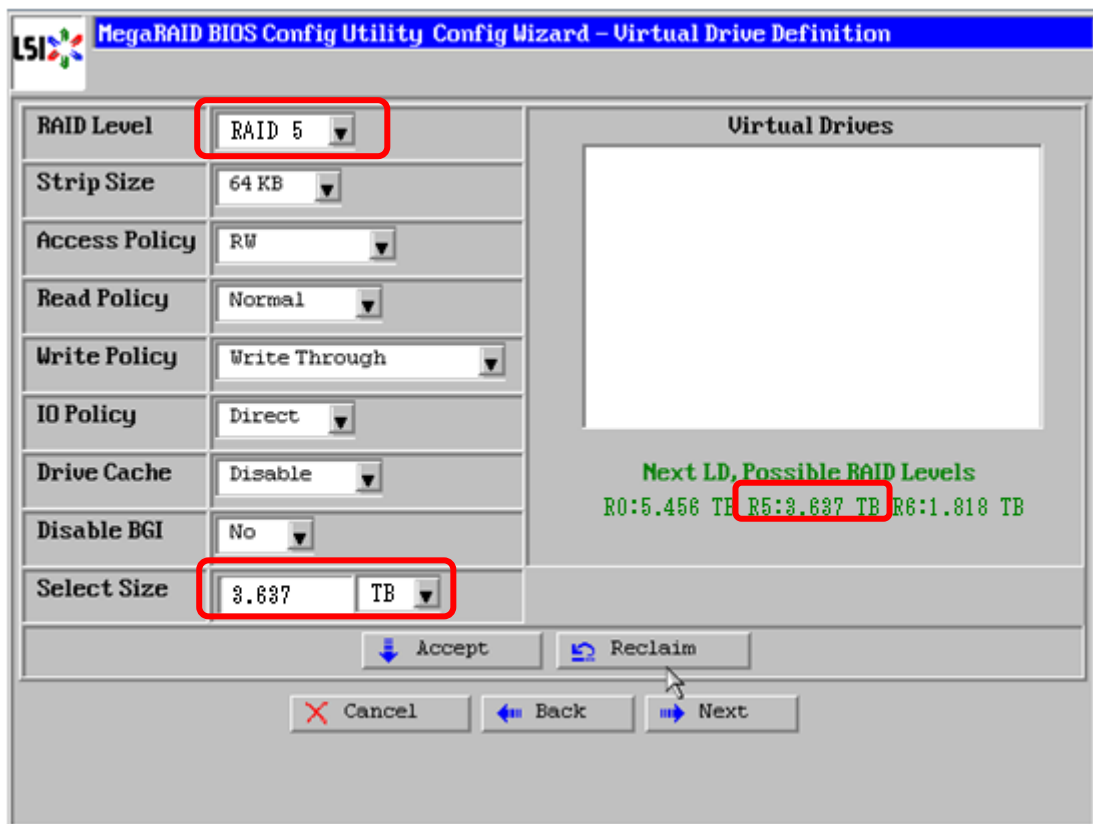 LSI
MegaRAID BIOS Config Utility Config Wizard – Virtual Drive Definition
RAID Level RAID 5
Strip Size 64 KB
Access Policy RW
Read Policy Normal
Write Policy Write Through
IO Policy Direct
Drive Cache Disable
Disable BGI No
Select Size 3.637 TB
Virtual Drives
Next LD, Possible RAID Levels
R0:5.456 TB R5:3.637 TB R6:1.818 TB
Accept Reclaim
Cancel Back Next